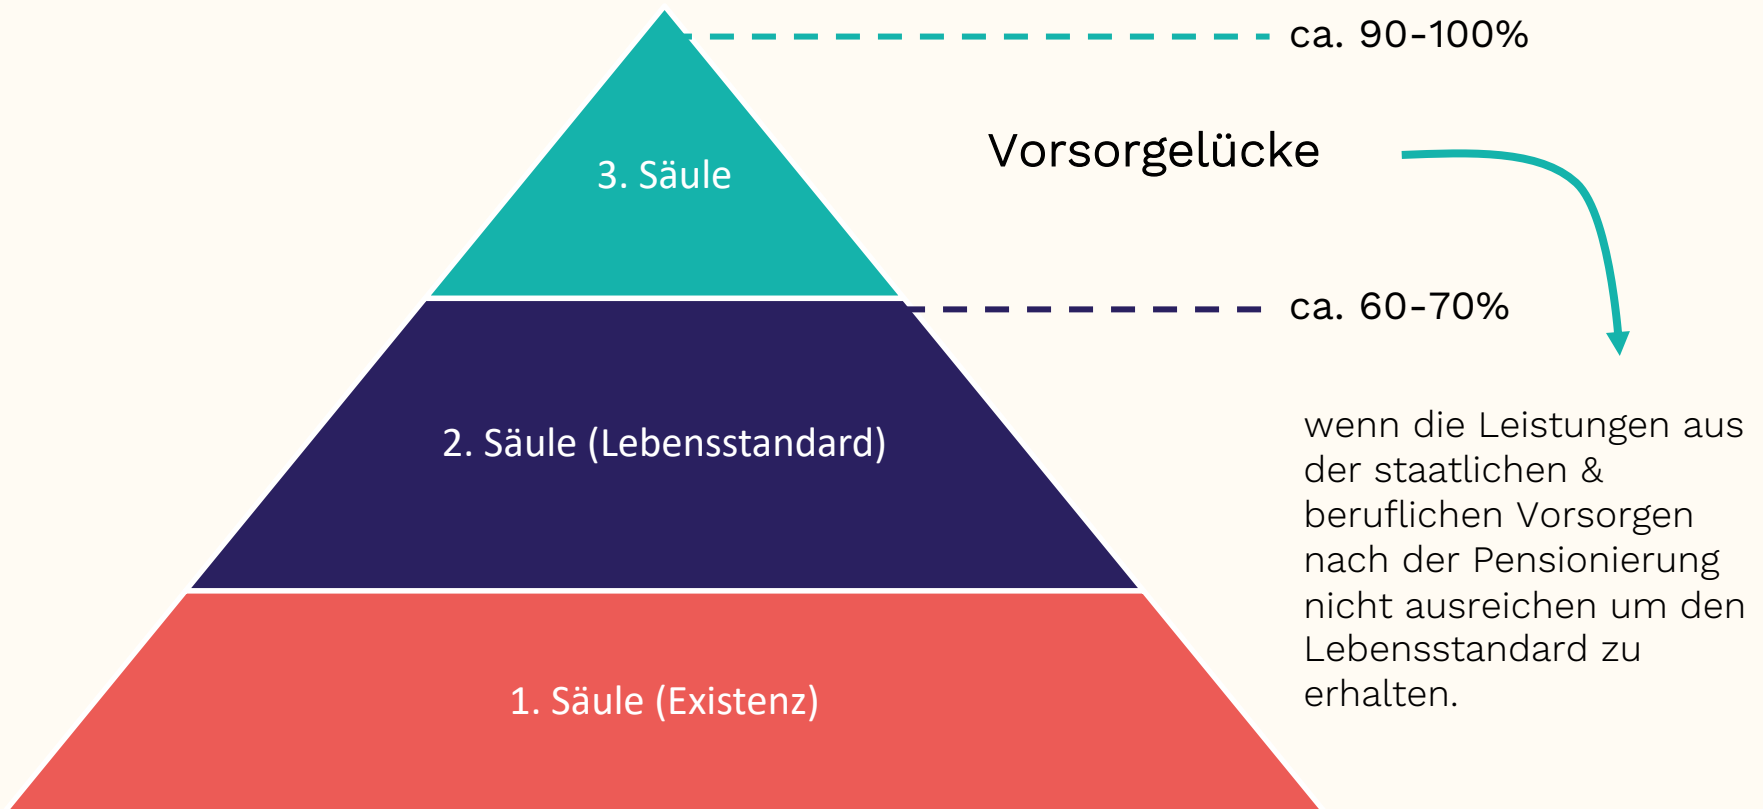 ca. 90-100%
Vorsorgelücke
3. Säule
ca. 60-70%
2. Säule (Lebensstandard)
1. Säule (Existenz)
wenn die Leistungen aus
der staatlichen &
beruflichen Vorsorgen
nach der Pensionierung
nicht ausreichen um den
Lebensstandard zu
erhalten.